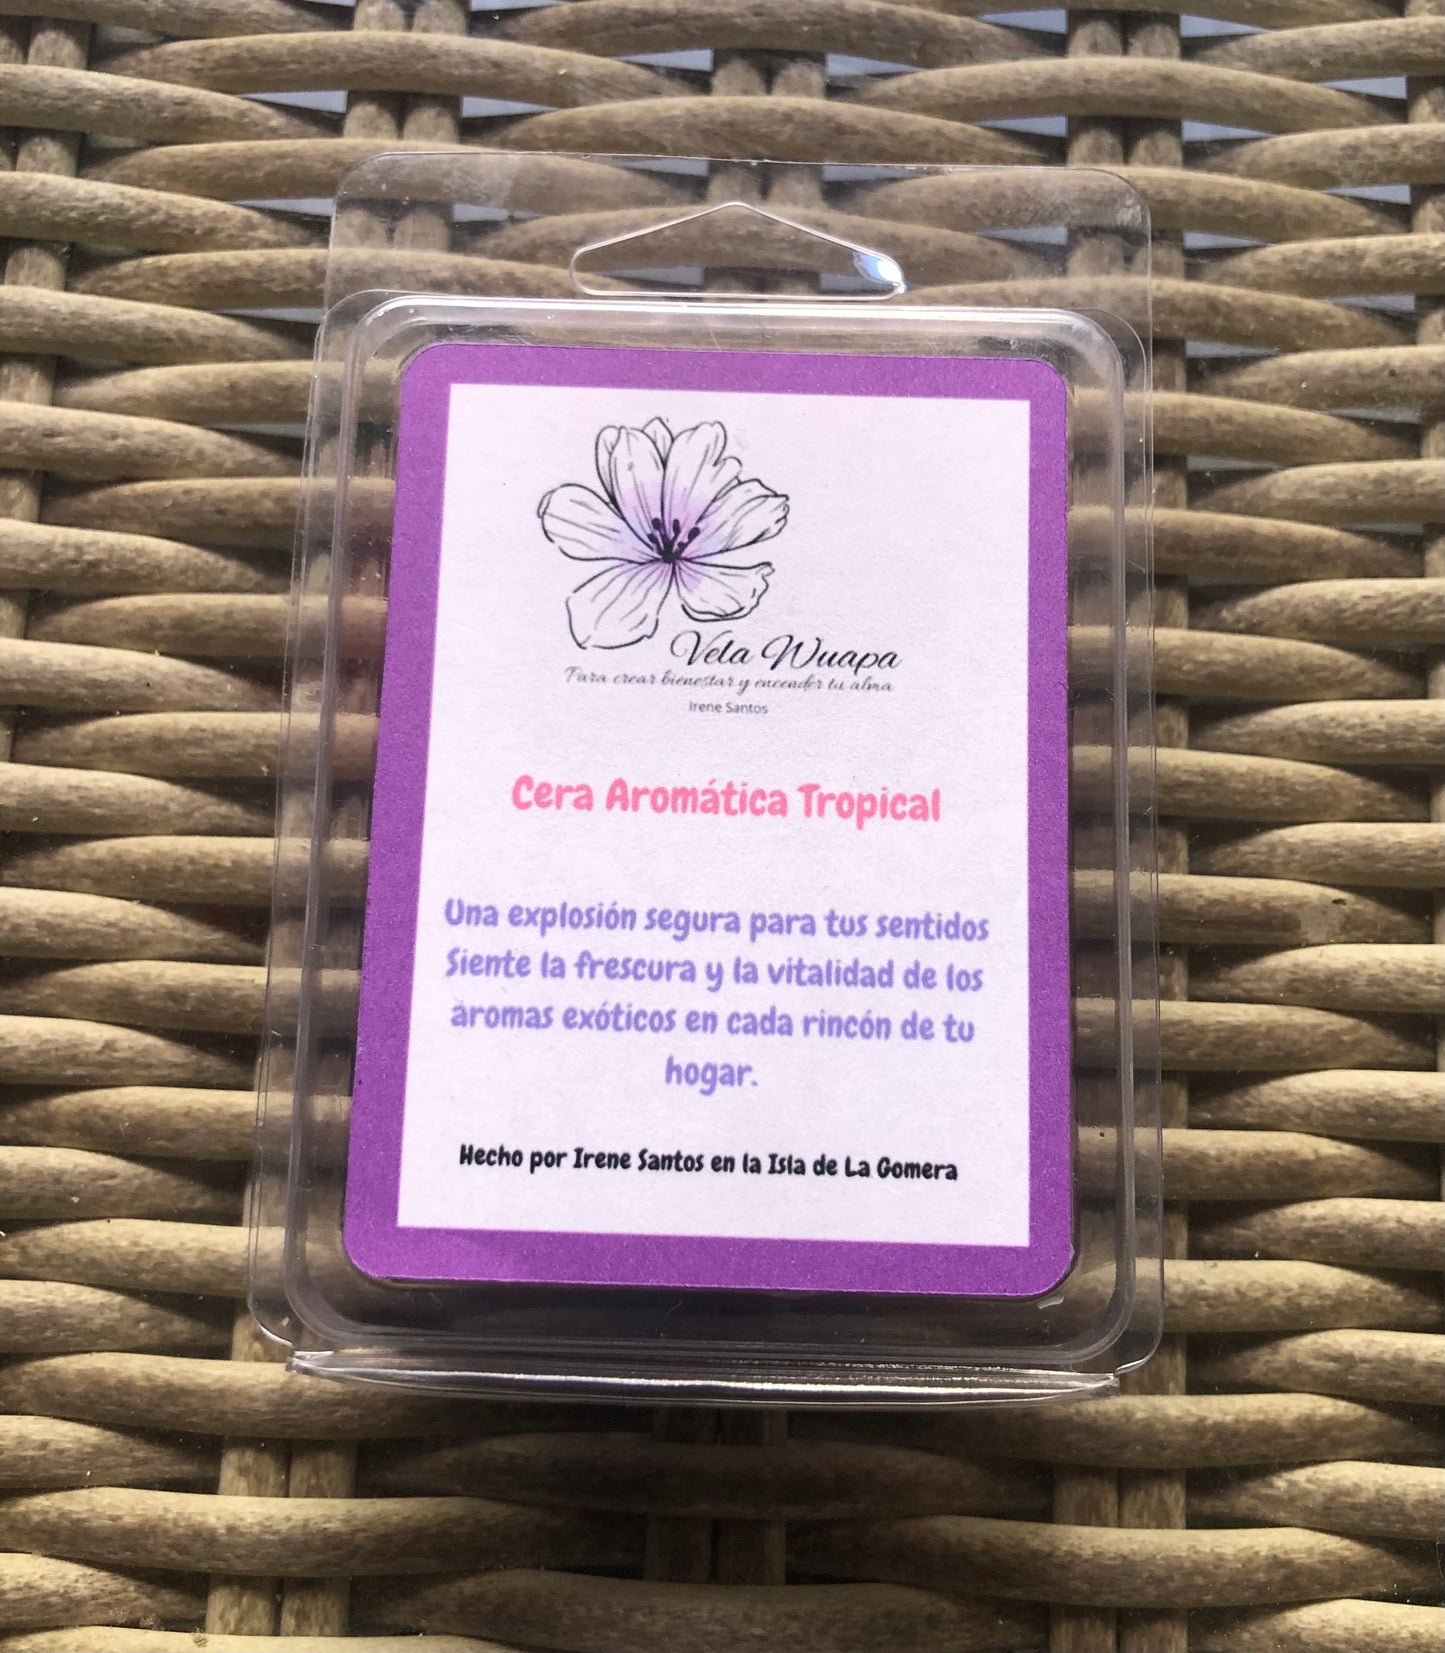 Vela Wuapa
Para crear bienestar y encender tu alma
Irene Santos
Cera Aromática Tropical
Una explosión segura para tus sentidos
Siente la frescura y la vitalidad de los
aromas exóticos en cada rincón de tu
hogar.
Hecho por Irene Santos en la Isla de La Gomera